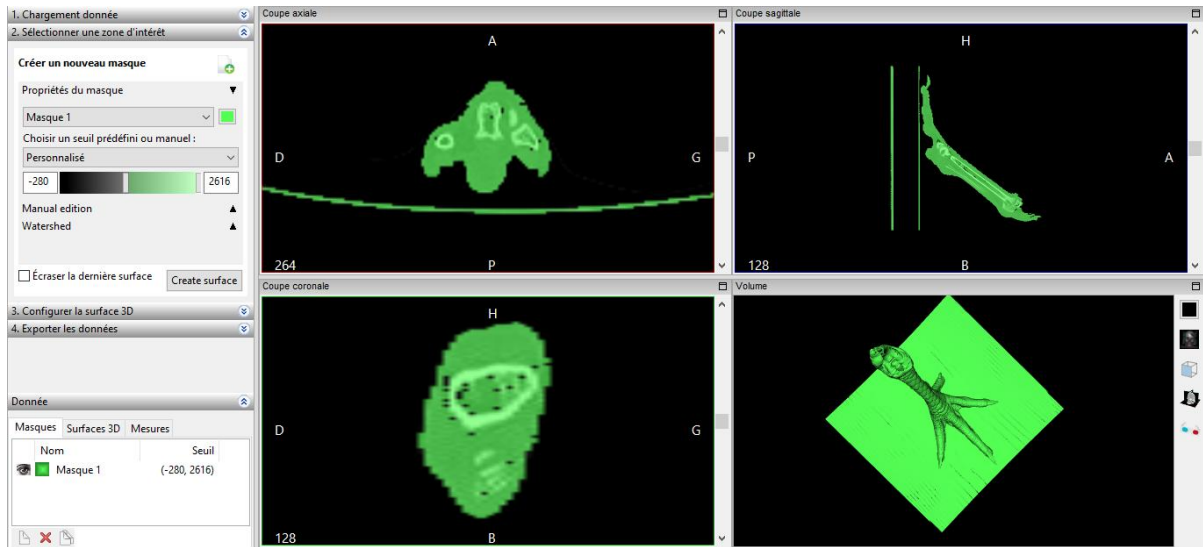 1. Chargement donnée
2. Sélectionner une zone d'intérêt
Créer un nouveau masque
Propriétés du masque
Masque 1
Choisir un seuil prédéfini ou manuel :
Personnalisé
-280 2616
Manual edition
Watershed
Écraser la dernière surface Create surface
3. Configurer la surface 3D
4. Exporter les données
Donnée
Masques Surfaces 3D Mesures
Nom Seuil
Masque 1 (-280, 2616)
Coupe axiale
A
D G
264 P
Coupe sagittale
H
P A
128 B
Coupe coronale
H
D G
128 B
Volume